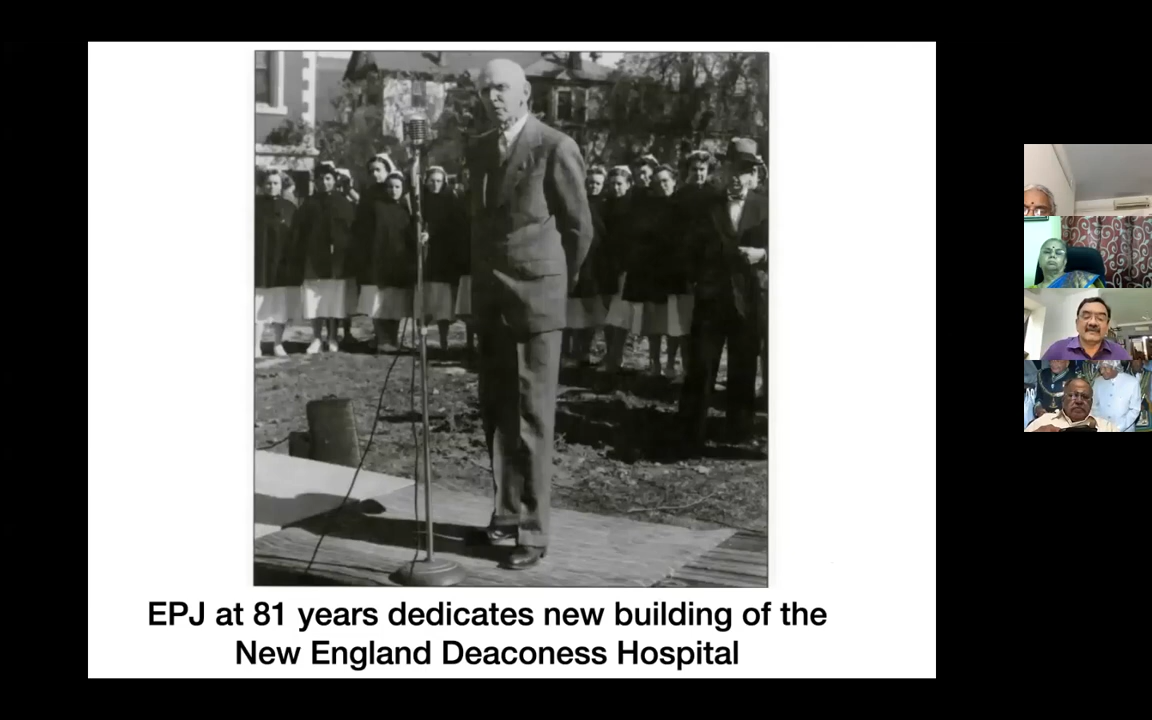 EPJ at 81 years dedicates new building of the
New England Deaconess Hospital